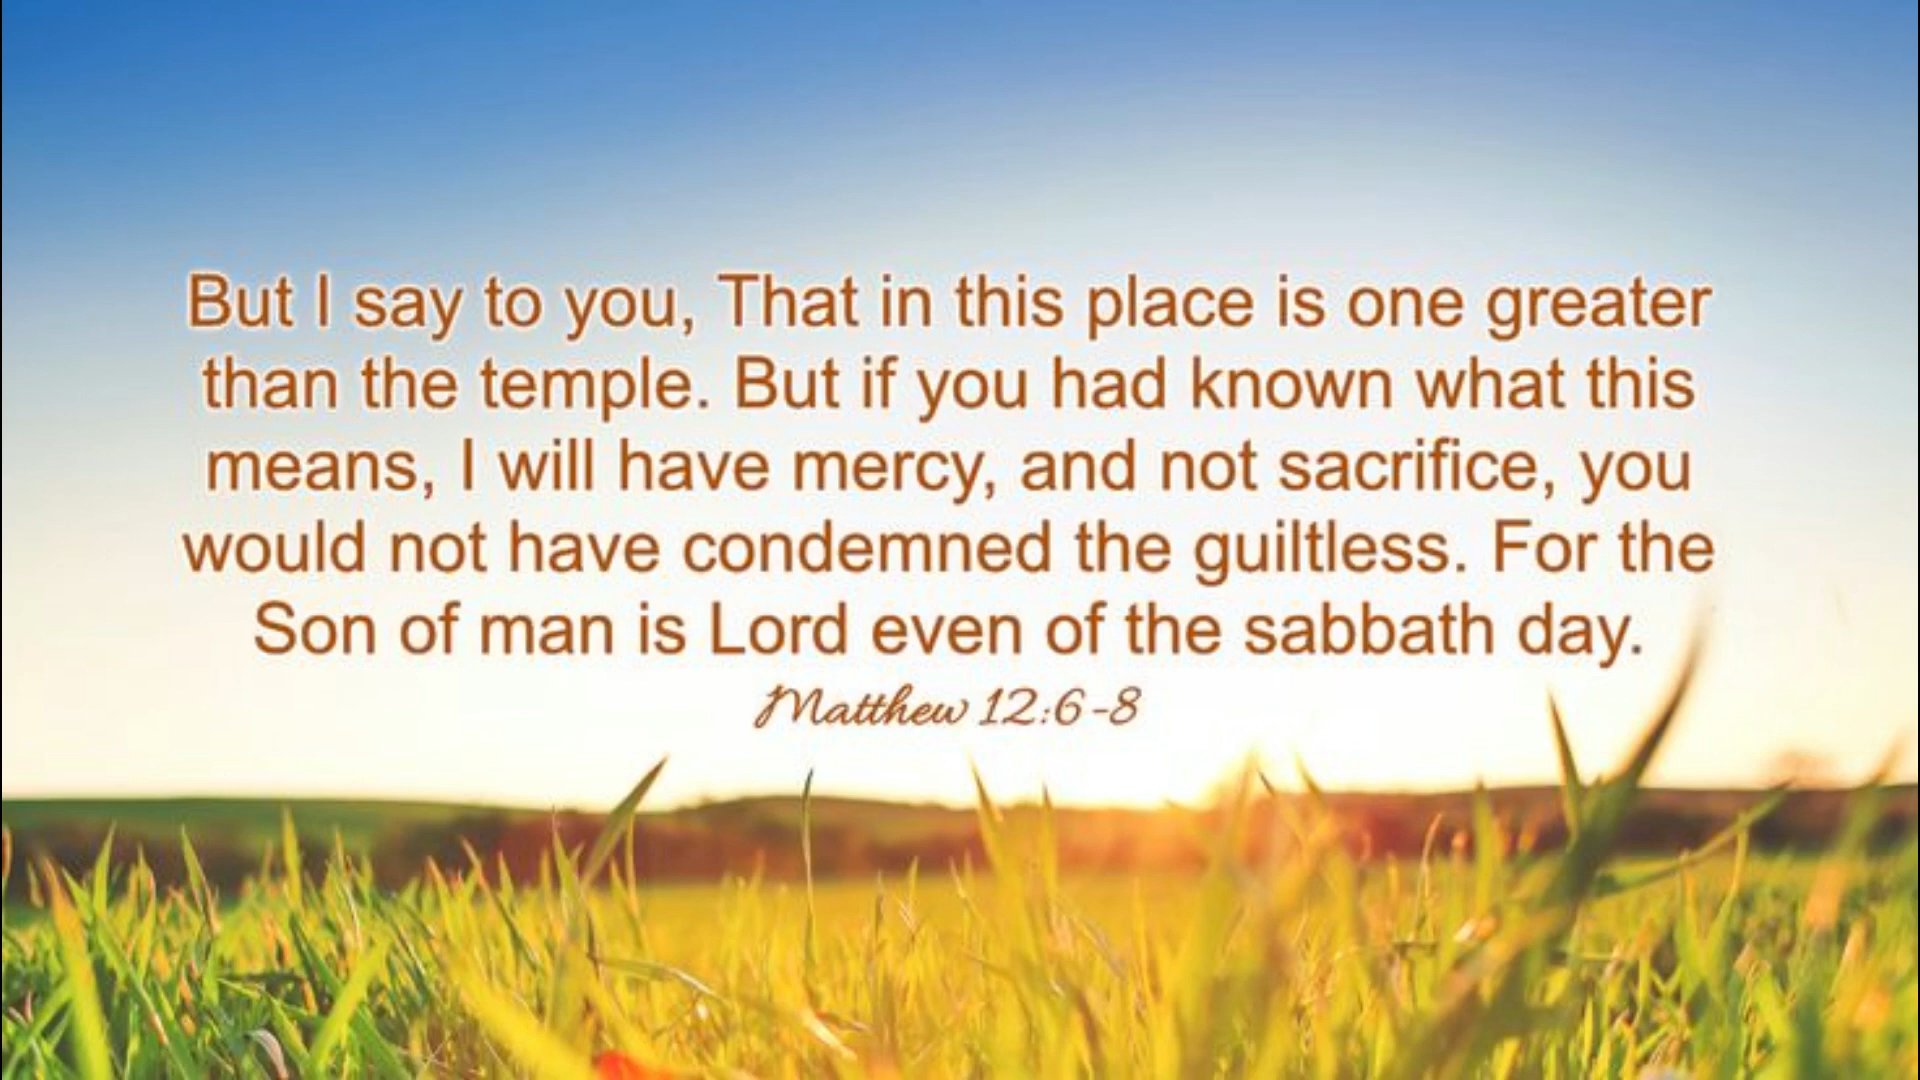 But I say to you, That in this place is one greater
than the temple. But if you had known what this
means, I will have mercy, and not sacrifice, you
would not have condemned the guiltless. For the
Son of man is Lord even of the sabbath day.
Matthew 12:6-8